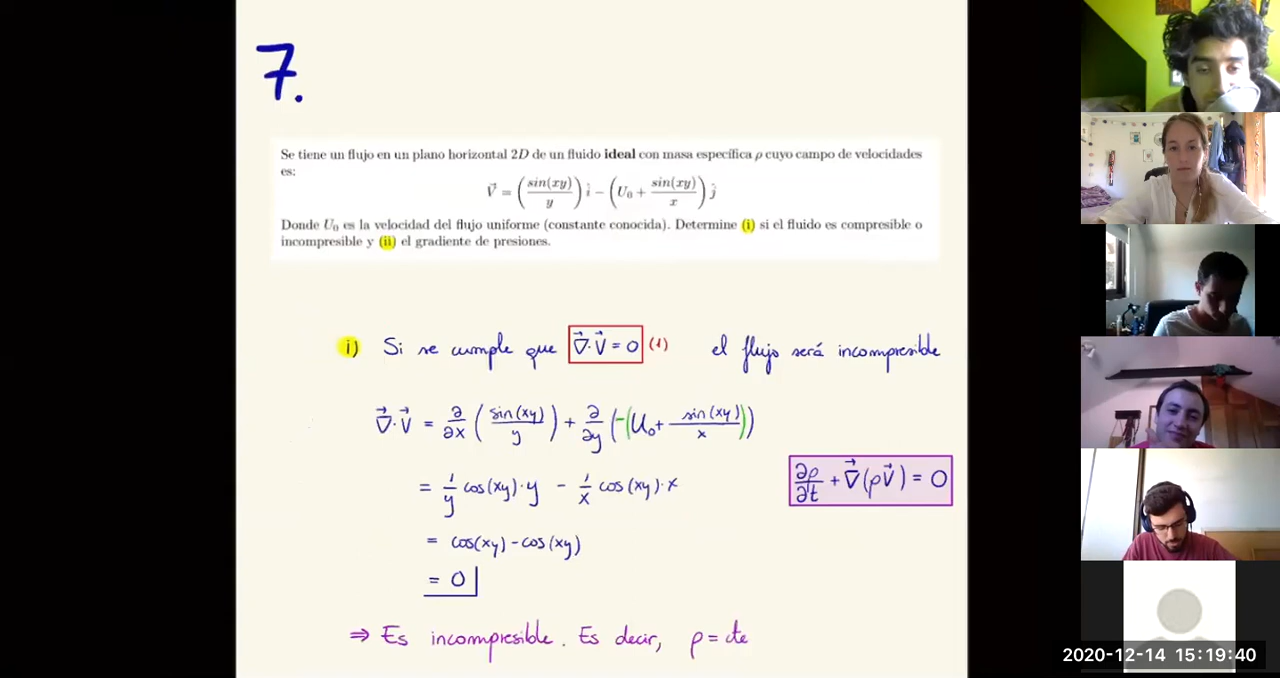 7.
Se tiene un flujo en un plano horizontal 2D de un fluido ideal con masa específica ρ cuyo campo de velocidades
es:
V⃗ = (sin(xy)/y) î − (U₀ + sin(xy)/x) ĵ
Donde U₀ es la velocidad del flujo uniforme (constante conocida). Determine (i) si el fluido es compresible o
incompresible y (ii) el gradiente de presiones.
i) Si se cumple que ∇⃗·V⃗ = 0 (1) el flujo será incompresible
∇⃗·V⃗ = ∂/∂x (sin(xy)/y) + ∂/∂y (−(U₀ + sin(xy)/x))
= 1/y cos(xy)·y − 1/x cos(xy)·x
∂ρ/∂t + ∇⃗(ρV⃗) = 0
= cos(xy) − cos(xy)
= 0
⇒ Es incompresible. Es decir, ρ = cte
2020-12-14 15:19:40